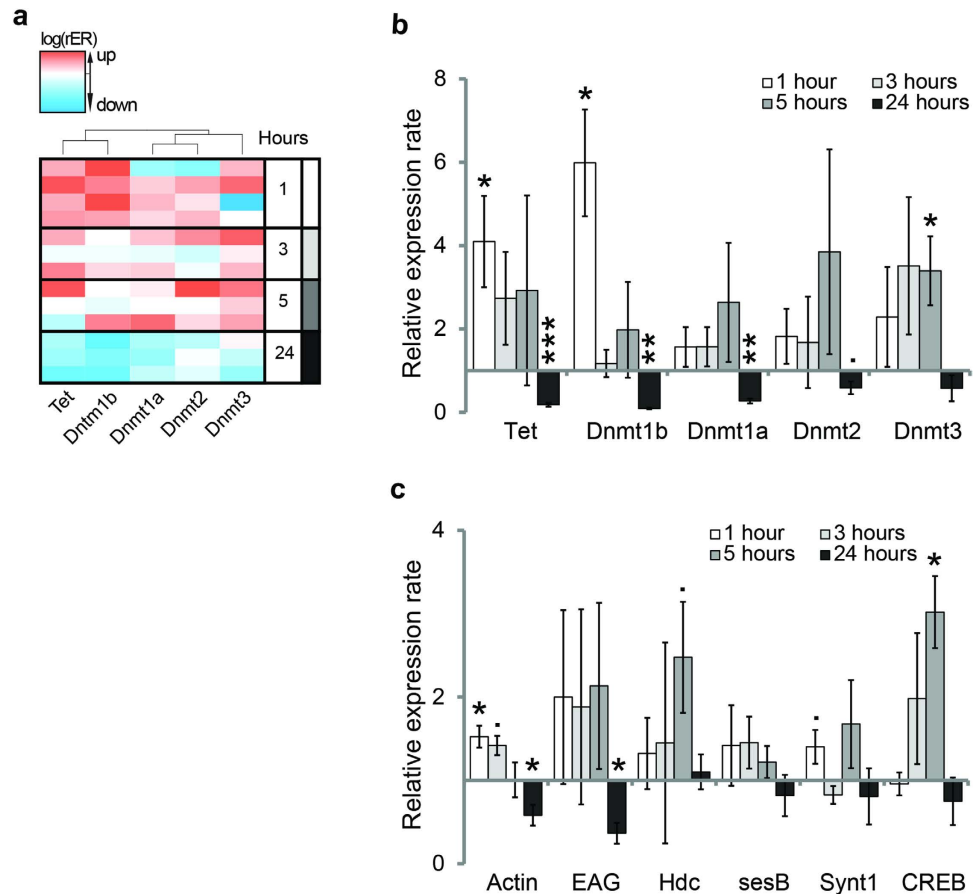 a
log(rER)
up
down
Hours
1
3
5
24
Tet
Dntm1b
Dnmt1a
Dnmt2
Dnmt3
b
Relative expression rate
8
6
4
2
0
1 hour
3 hours
5 hours
24 hours
*
***
*
**
**
.
*
Tet
Dnmt1b
Dnmt1a
Dnmt2
Dnmt3
c
Relative expression rate
4
2
0
1 hour
3 hours
5 hours
24 hours
*
.
*
*
.
.
*
Actin
EAG
Hdc
sesB
Synt1
CREB